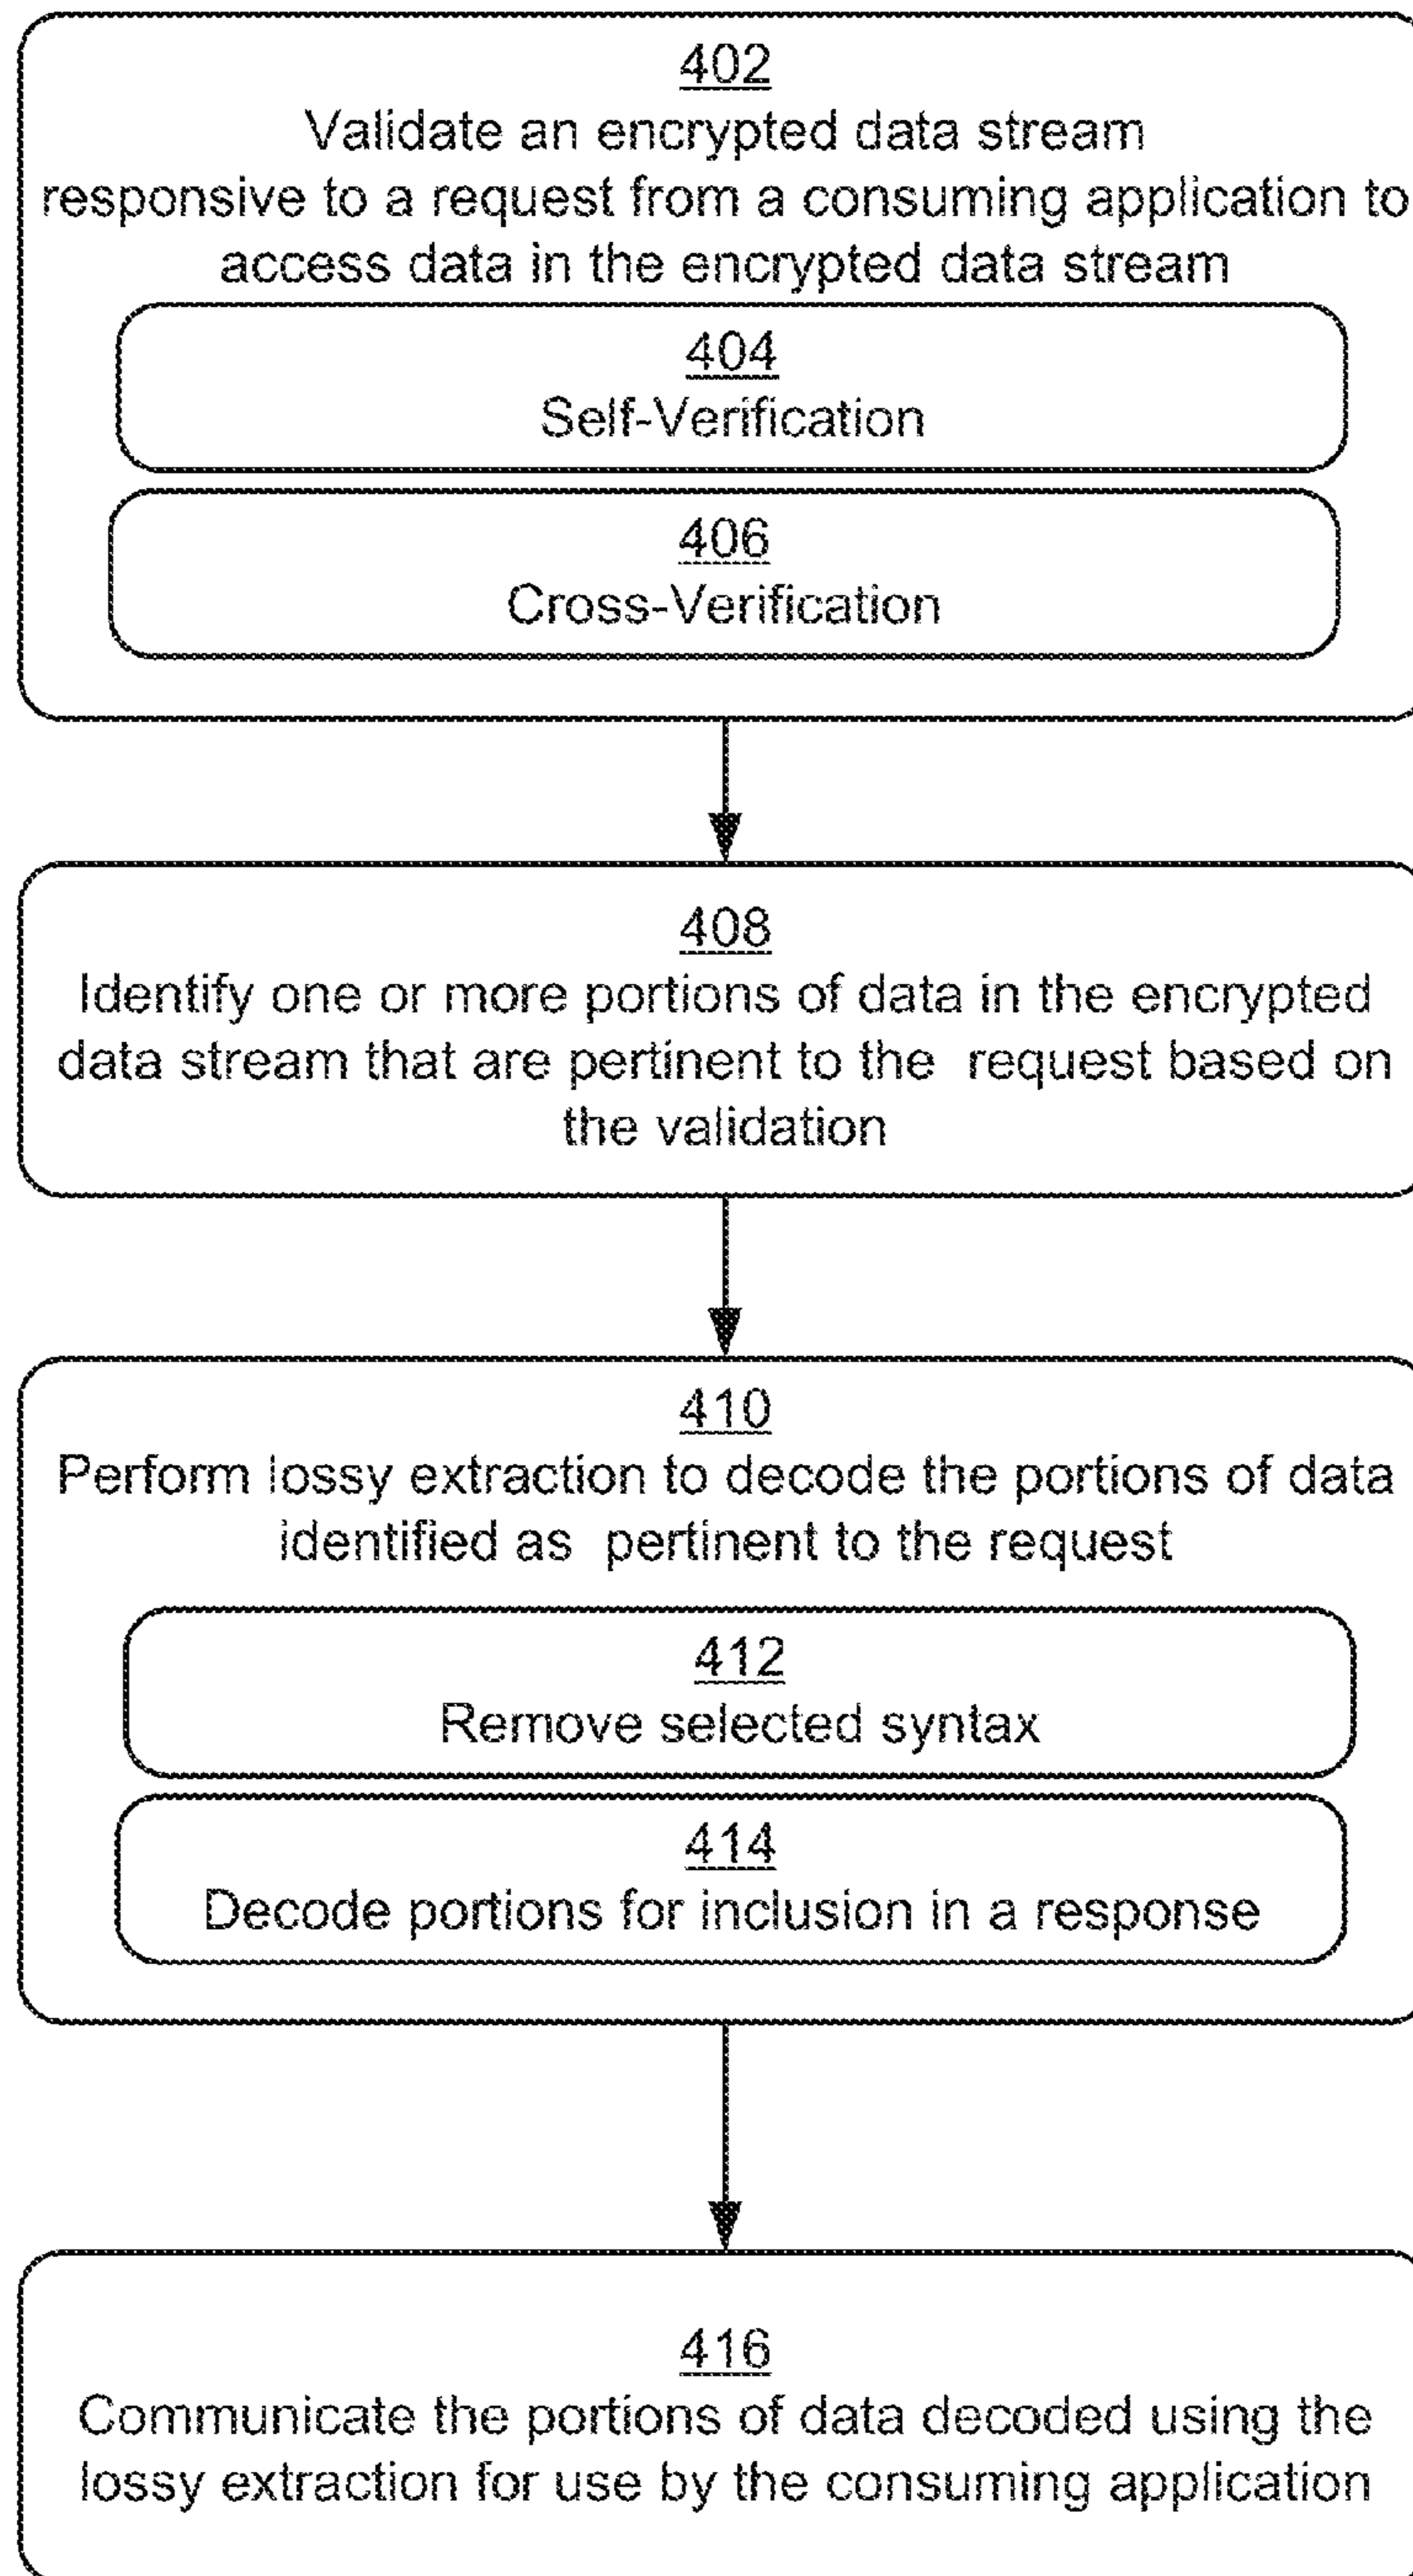 402
Validate an encrypted data stream
responsive to a request from a consuming application to
access data in the encrypted data stream
404
Self-Verification
406
Cross-Verification
408
Identify one or more portions of data in the encrypted
data stream that are pertinent to the request based on
the validation
410
Perform lossy extraction to decode the portions of data
identified as pertinent to the request
412
Remove selected syntax
414
Decode portions for inclusion in a response
416
Communicate the portions of data decoded using the
lossy extraction for use by the consuming application